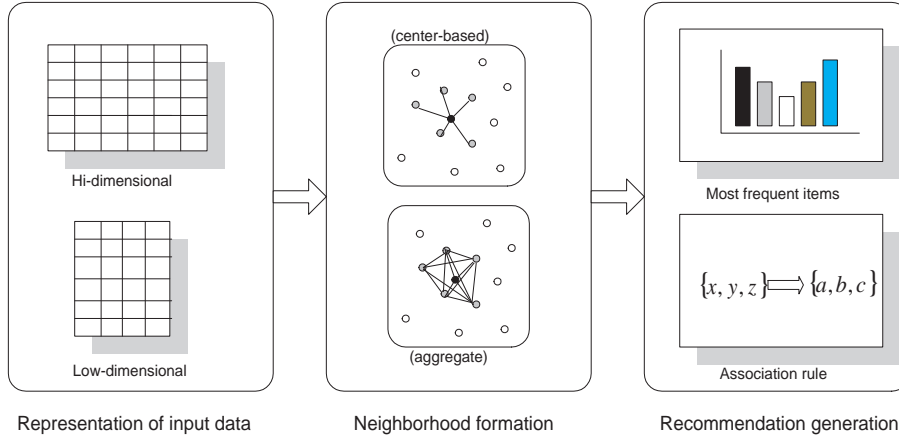 Hi-dimensional
Low-dimensional
Representation of input data
(center-based)
(aggregate)
Neighborhood formation
Most frequent items
{x, y, z} ⇒ {a, b, c}
Association rule
Recommendation generation